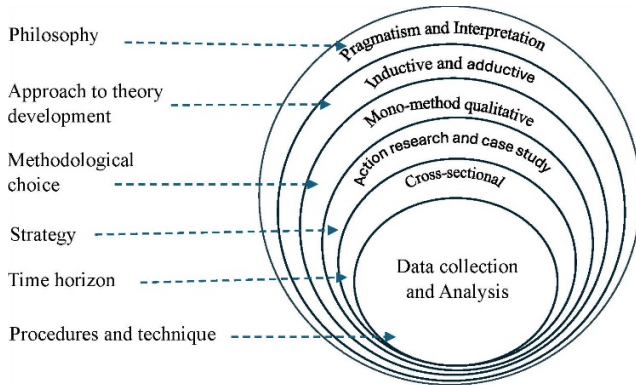 Philosophy
Approach to theory
development
Methodological
choice
Strategy
Time horizon
Procedures and technique
Pragmatism and Interpretation
Inductive and adductive
Mono-method qualitative
Action research and case study
Cross-sectional
Data collection
and Analysis